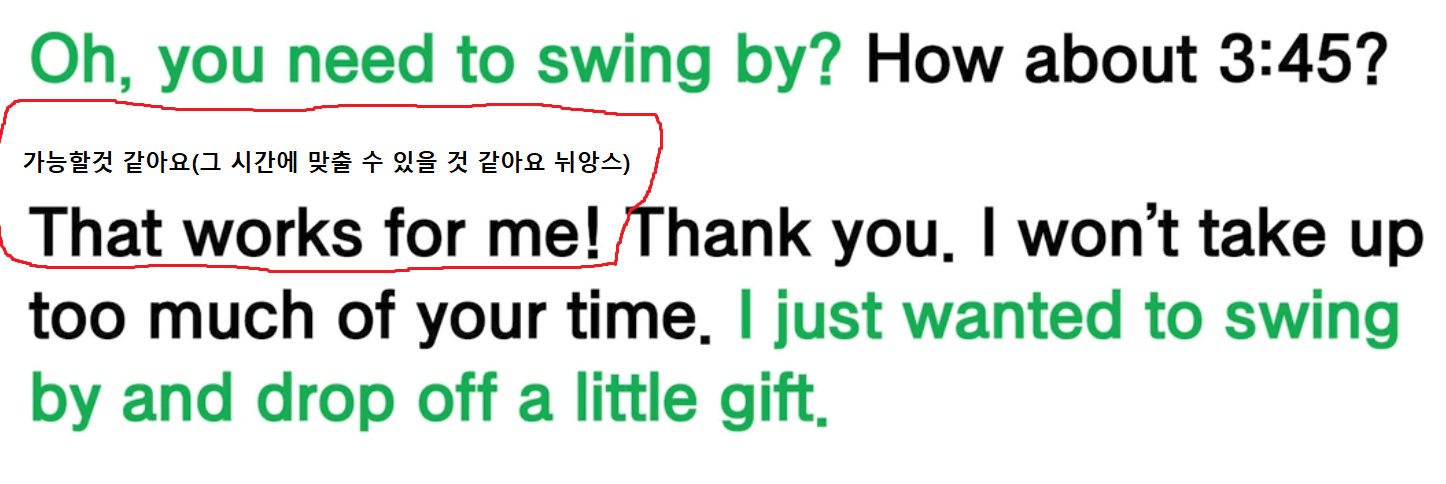 Oh, you need to swing by? How about 3:45?
가능할것 같아요(그 시간에 맞출 수 있을 것 같아요 뉘앙스)
That works for me! Thank you. I won’t take up
too much of your time. I just wanted to swing
by and drop off a little gift.